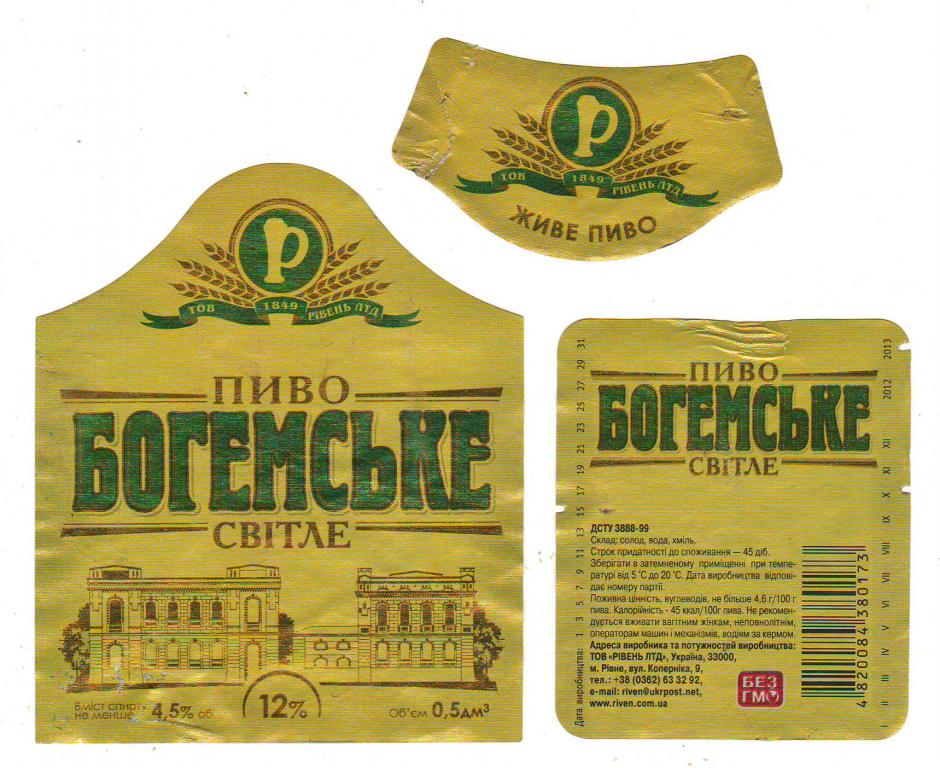 Р
ТОВ 1849 РІВЕНЬ ЛТД
ЖИВЕ ПИВО
Р
ТОВ 1849 РІВЕНЬ ЛТД
ПИВО
БОГЕМСЬКЕ
СВІТЛЕ
Вміст спирту
не менше 4,5% об.
12%
Об'єм 0,5дм³
ПИВО
БОГЕМСЬКЕ
СВІТЛЕ
ДСТУ 3888-99
Склад: солод, вода, хміль.
Строк придатності до споживання — 45 діб.
Зберігати в затемненому приміщенні при темпе-
ратурі від 5 ˚С до 20 ˚С. Дата виробництва відпові-
дає номеру партії.
Поживна цінність, вуглеводів, не більше 4,6 г/100 г
пива. Калорійність - 45 ккал/100г пива. Не рекомен-
дується вживати вагітним жінкам, неповнолітнім,
операторам машин і механізмів, водіям за кермом.
Адреса виробника та потужностей виробництва:
ТОВ «РІВЕНЬ ЛТД», Україна, 33000,
м. Рівне, вул. Коперніка, 9,
тел.: +38 (0362) 63 32 92,
e-mail: riven@ukrpost.net,
www.riven.com.ua
БЕЗ
ГМО
4 820084 380173
Дата виробництва: 1 3 5 7 9 11 13 15 17 19 21 23 25 27 29 31
I II III IV V VI VII VIII IX X XI XII 2012 2013